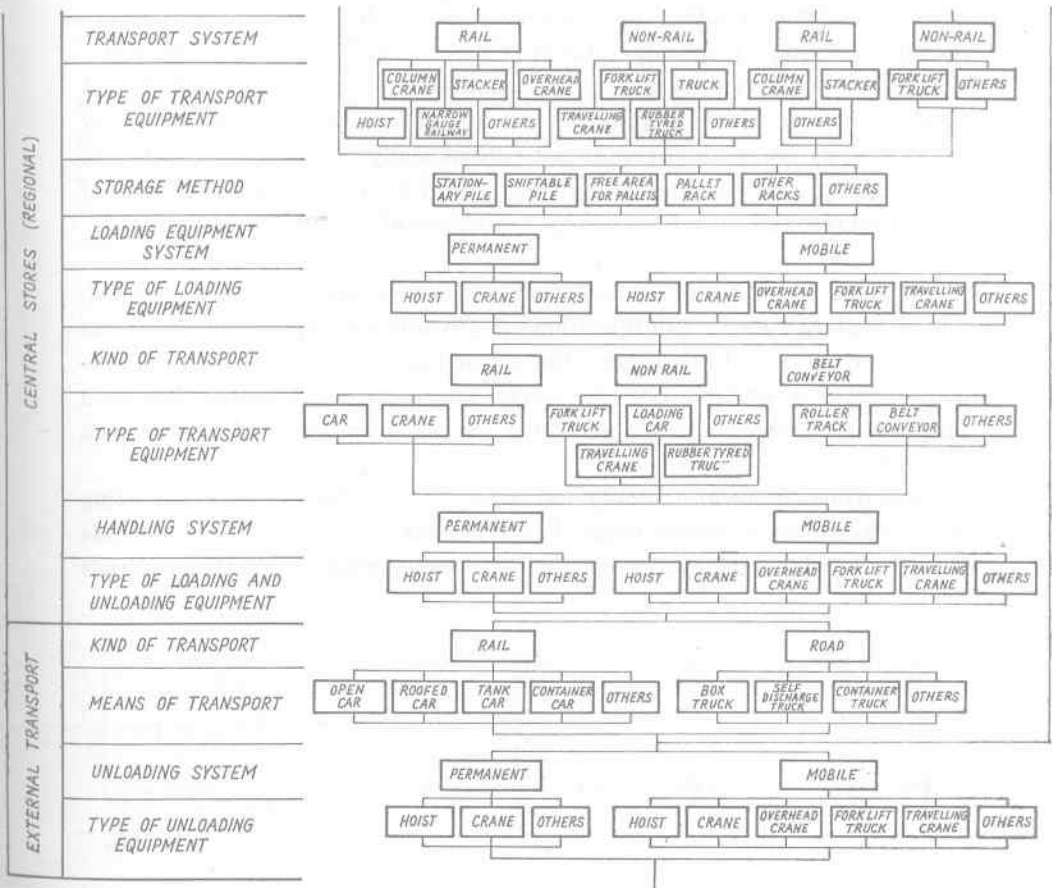 CENTRAL STORES (REGIONAL)
TRANSPORT SYSTEM
RAIL
NON-RAIL
RAIL
NON-RAIL
TYPE OF TRANSPORT
EQUIPMENT
COLUMN
CRANE
STACKER
OVERHEAD
CRANE
FORK LIFT
TRUCK
TRUCK
COLUMN
CRANE
STACKER
FORK LIFT
TRUCK
OTHERS
HOIST
NARROW
GAUGE
RAILWAY
OTHERS
TRAVELLING
CRANE
RUBBER
TYRED
TRUCK
OTHERS
OTHERS
STORAGE METHOD
STATION-
ARY PILE
SHIFTABLE
PILE
FREE AREA
FOR PALLETS
PALLET
RACK
OTHER
RACKS
OTHERS
LOADING EQUIPMENT
SYSTEM
PERMANENT
MOBILE
TYPE OF LOADING
EQUIPMENT
HOIST
CRANE
OTHERS
HOIST
CRANE
OVERHEAD
CRANE
FORK LIFT
TRUCK
TRAVELLING
CRANE
OTHERS
KIND OF TRANSPORT
RAIL
NON RAIL
BELT
CONVEYOR
TYPE OF TRANSPORT
EQUIPMENT
CAR
CRANE
OTHERS
FORK LIFT
TRUCK
LOADING
CAR
OTHERS
ROLLER
TRACK
BELT
CONVEYOR
OTHERS
TRAVELLING
CRANE
RUBBER TYRED
TRUC
HANDLING SYSTEM
PERMANENT
MOBILE
TYPE OF LOADING AND
UNLOADING EQUIPMENT
HOIST
CRANE
OTHERS
HOIST
CRANE
OVERHEAD
CRANE
FORK LIFT
TRUCK
TRAVELLING
CRANE
OTHERS
EXTERNAL TRANSPORT
KIND OF TRANSPORT
RAIL
ROAD
MEANS OF TRANSPORT
OPEN
CAR
ROOFED
CAR
TANK
CAR
CONTAINER
CAR
OTHERS
BOX
TRUCK
SELF
DISCHARGE
TRUCK
CONTAINER
TRUCK
OTHERS
UNLOADING SYSTEM
PERMANENT
MOBILE
TYPE OF UNLOADING
EQUIPMENT
HOIST
CRANE
OTHERS
HOIST
CRANE
OVERHEAD
CRANE
FORK LIFT
TRUCK
TRAVELLING
CRANE
OTHERS